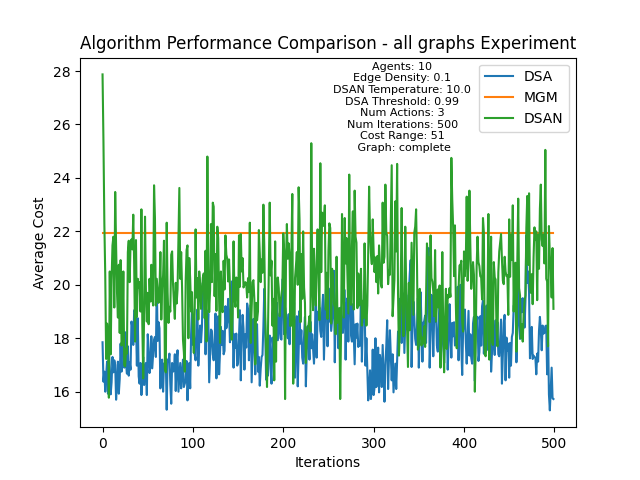 Algorithm Performance Comparison - all graphs Experiment
Agents: 10
Edge Density: 0.1
DSAN Temperature: 10.0
DSA Threshold: 0.99
Num Actions: 3
Num Iterations: 500
Cost Range: 51
Graph: complete
DSA
MGM
DSAN
28
26
24
22
20
18
16
Average Cost
0
100
200
300
400
500
Iterations